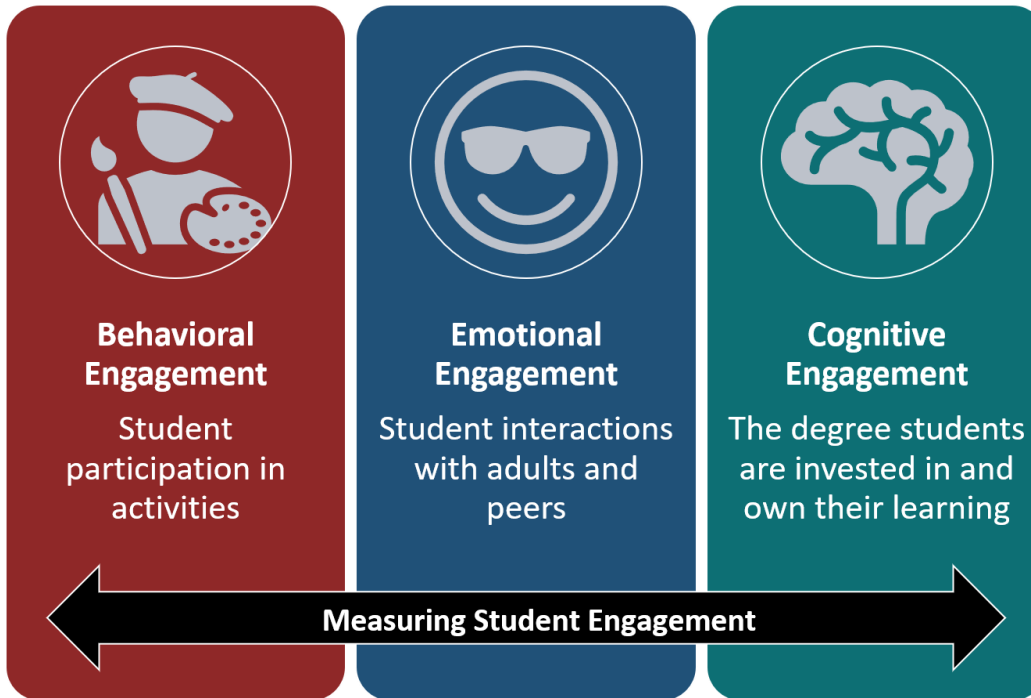 Behavioral
Engagement
Student
participation in
activities
Emotional
Engagement
Student interactions
with adults and
peers
Cognitive
Engagement
The degree students
are invested in and
own their learning
Measuring Student Engagement